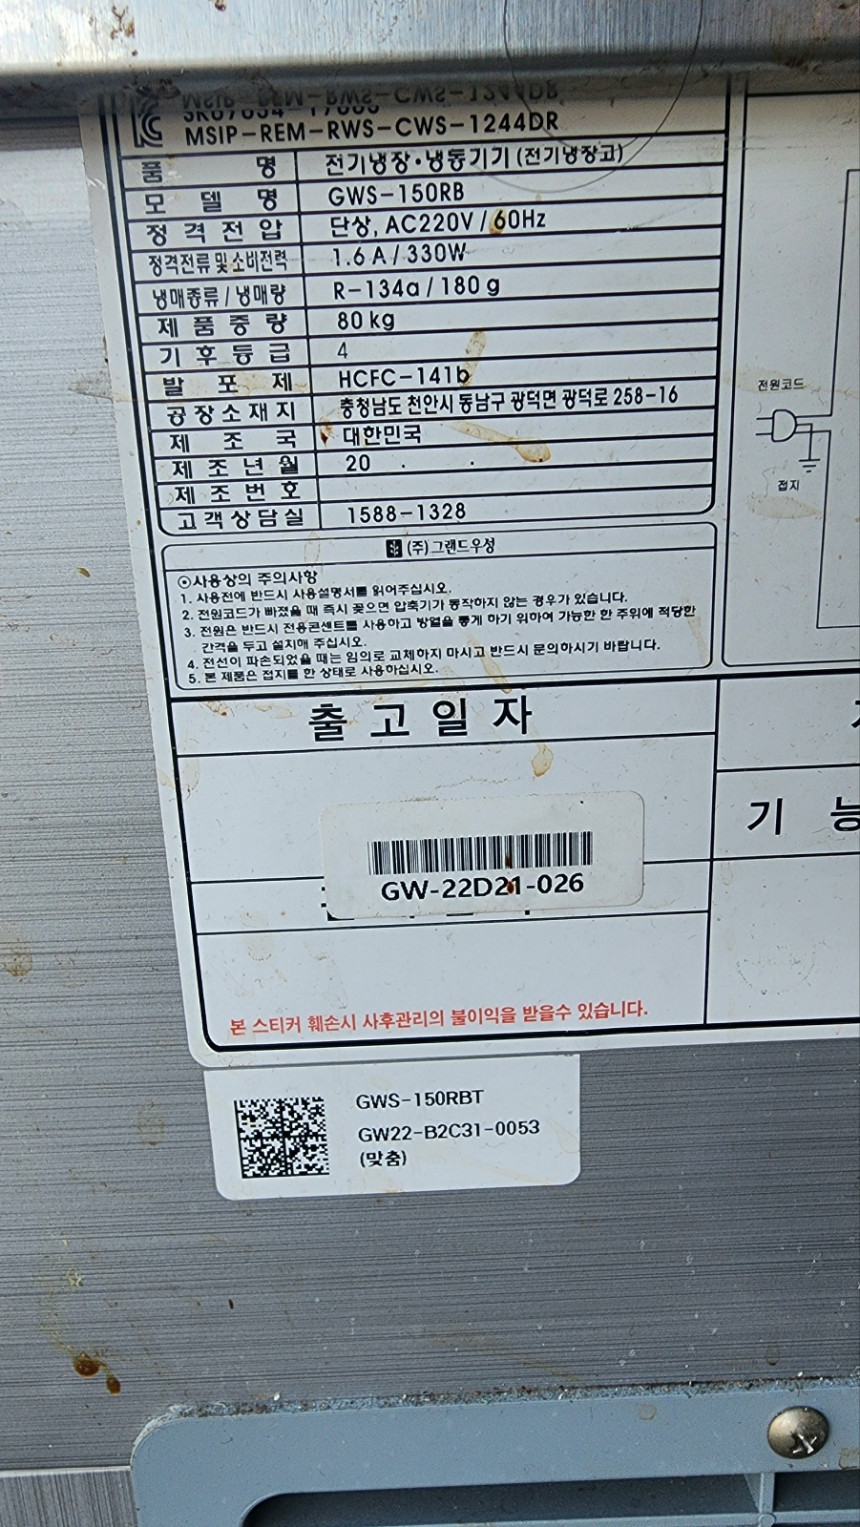 MSIP-REM-RWS-CWS-1244DR
품 명 전기냉장·냉동기기 (전기냉장고)
모 델 명 GWS-150RB
정 격 전 압 단상, AC220V / 60Hz
정격전류 및 소비전력 1.6 A / 330W
냉매종류 / 냉매량 R-134a / 180 g
제 품 중 량 80 kg
기 후 등 급 4
발 포 제 HCFC-141b
공 장 소 재 지 충청남도 천안시 동남구 광덕면 광덕로 258-16
제 조 국 대한민국
제 조 년 월 20 . .
제 조 번 호
고 객 상 담 실 1588-1328
(주)그랜드우성
⊙사용상의 주의사항
1. 사용전에 반드시 사용설명서를 읽어주십시오.
2. 전원코드가 빠졌을 때 즉시 꽂으면 압축기가 동작하지 않는 경우가 있습니다.
3. 전원은 반드시 전용콘센트를 사용하고 방열을 좋게 하기 위하여 가능한 한 주위에 적당한
간격을 두고 설치해 주십시오.
4. 전선이 파손되었을 때는 임의로 교체하지 마시고 반드시 문의하시기 바랍니다.
5. 본 제품은 접지를 한 상태로 사용하십시오.
전원코드
접지
출 고 일 자
기 능
GW-22D21-026
본 스티커 훼손시 사후관리의 불이익을 받을수 있습니다.
GWS-150RBT
GW22-B2C31-0053
(맞춤)